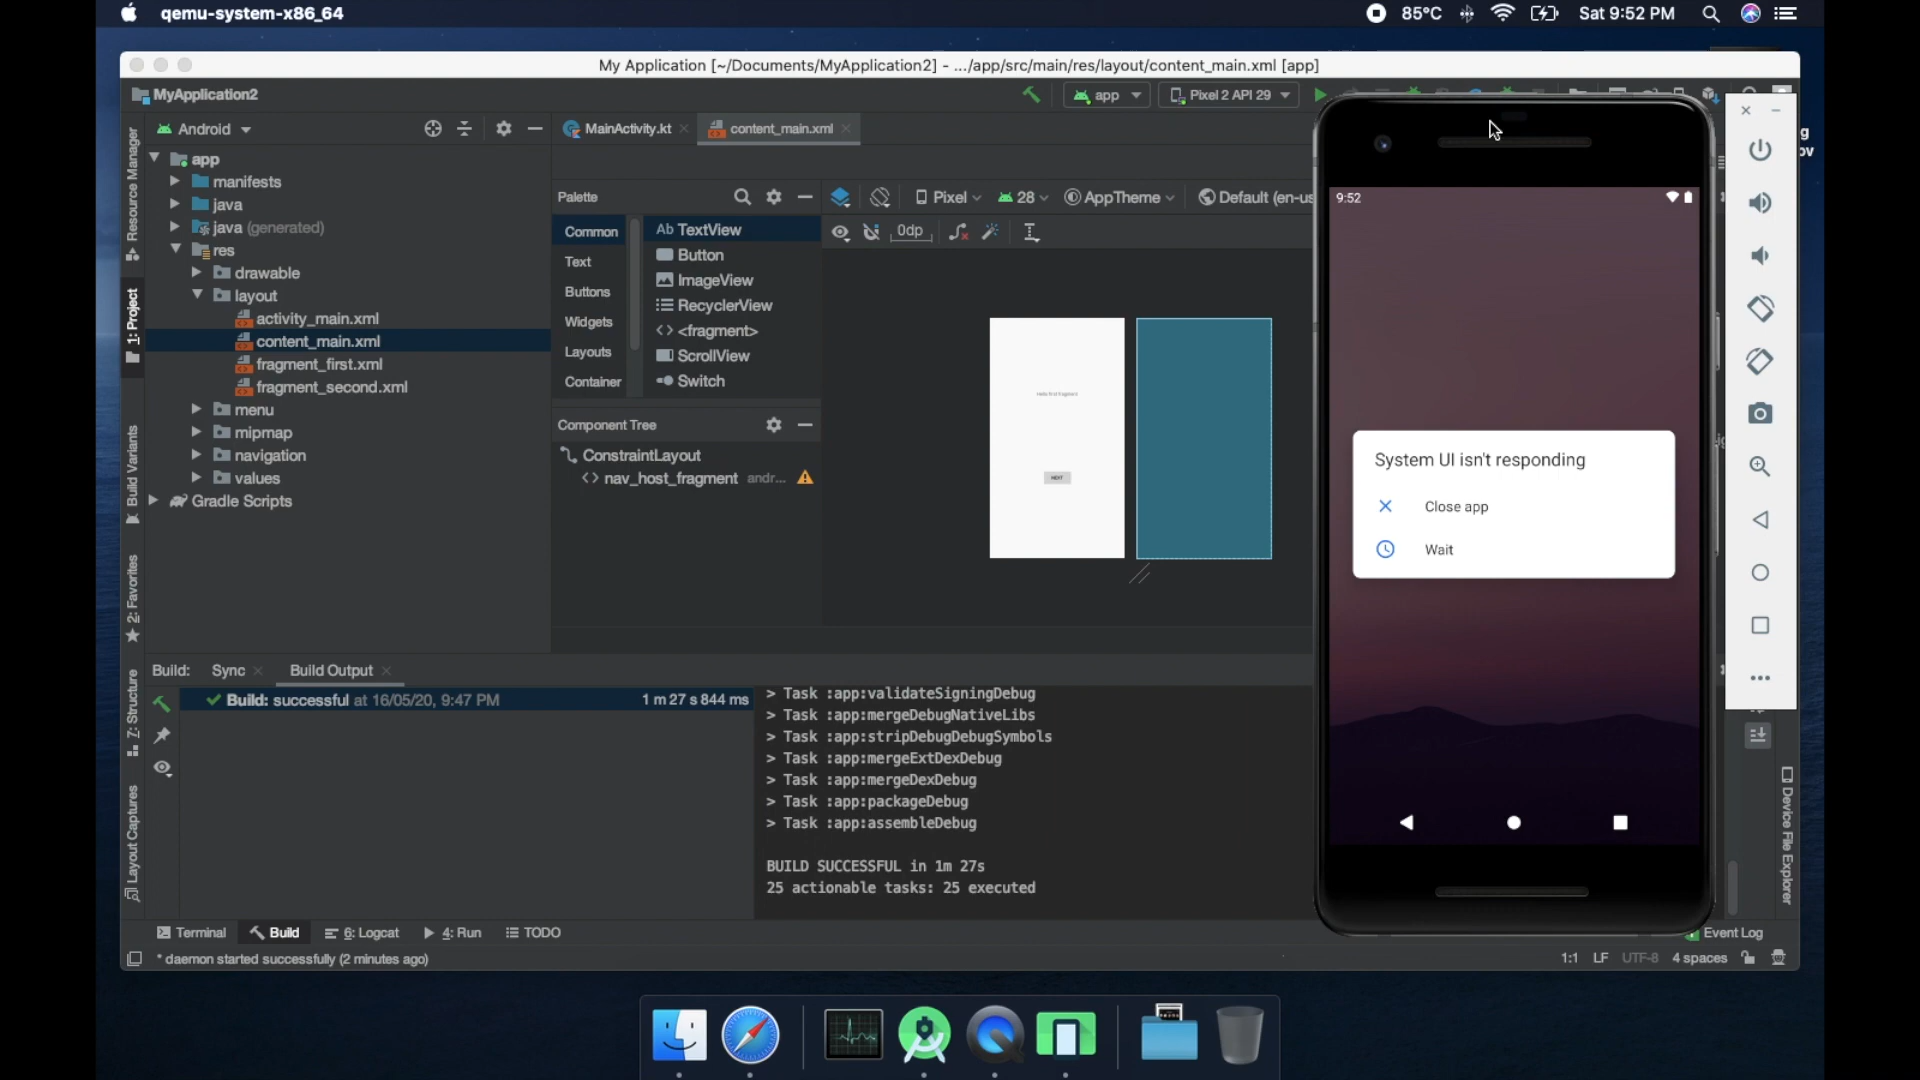 qemu-system-x86_64
85°C
Sat 9:52 PM
My Application [~/Documents/MyApplication2] - .../app/src/main/res/layout/content_main.xml [app]
MyApplication2
app
Pixel 2 API 29
Android
MainActivity.kt
content_main.xml
app
manifests
java
java (generated)
res
drawable
layout
activity_main.xml
content_main.xml
fragment_first.xml
fragment_second.xml
menu
mipmap
navigation
values
Gradle Scripts
Resource Manager
1: Project
Build Variants
2: Favorites
7: Structure
Layout Captures
Palette
Common
Text
Buttons
Widgets
Layouts
Container
Ab TextView
Button
ImageView
RecyclerView
<fragment>
ScrollView
Switch
Component Tree
ConstraintLayout
nav_host_fragment andr...
Pixel
28
AppTheme
Default (en-us
0dp
NEXT
9:52
System UI isn't responding
Close app
Wait
Build:
Sync
Build Output
Build: successful at 16/05/20, 9:47 PM
1 m 27 s 844 ms
> Task :app:validateSigningDebug
> Task :app:mergeDebugNativeLibs
> Task :app:stripDebugDebugSymbols
> Task :app:mergeExtDexDebug
> Task :app:mergeDexDebug
> Task :app:packageDebug
> Task :app:assembleDebug
BUILD SUCCESSFUL in 1m 27s
25 actionable tasks: 25 executed
Device File Explorer
Terminal
Build
6: Logcat
4: Run
TODO
Event Log
* daemon started successfully (2 minutes ago)
1:1
LF
UTF-8
4 spaces